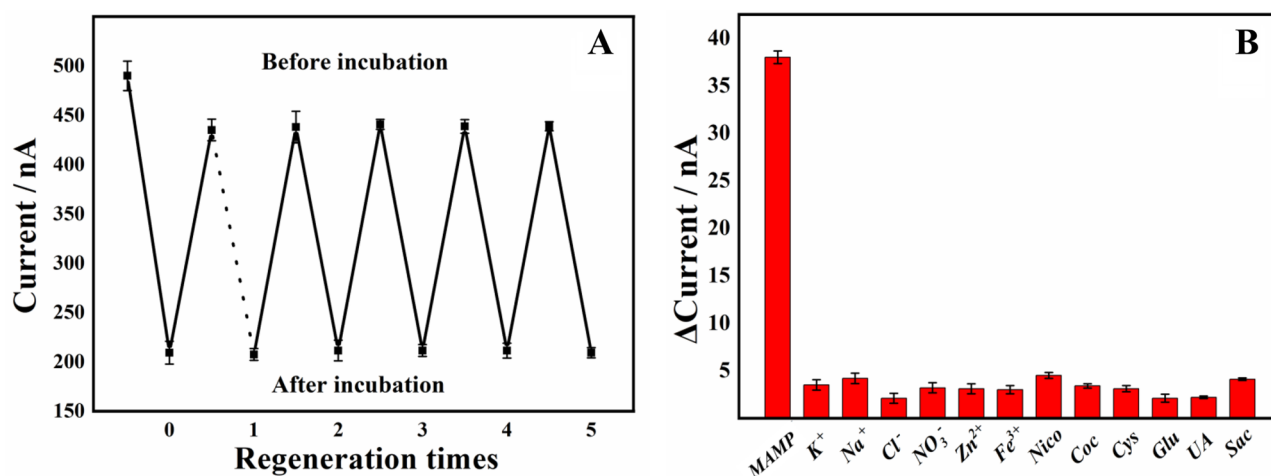 A
Before incubation
After incubation
Current / nA
500
450
400
350
300
250
200
150
0 1 2 3 4 5
Regeneration times
B
ΔCurrent / nA
40
35
30
25
20
15
10
5
MAMP K⁺ Na⁺ Cl⁻ NO₃⁻ Zn²⁺ Fe³⁺ Nico Coc Cys Glu UA Sac